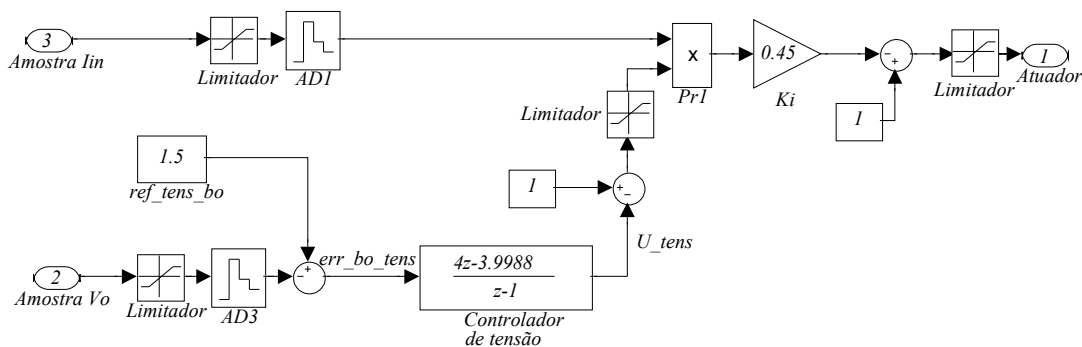 3
Amostra Iin
Limitador
AD1
x
Pr1
0.45
Ki
-
+
1
Limitador
1
Atuador
Limitador
1.5
ref_tens_bo
1
+
-
U_tens
2
Amostra Vo
Limitador
AD3
+
-
err_bo_tens
4z-3.9988
z-1
Controlador
de tensão